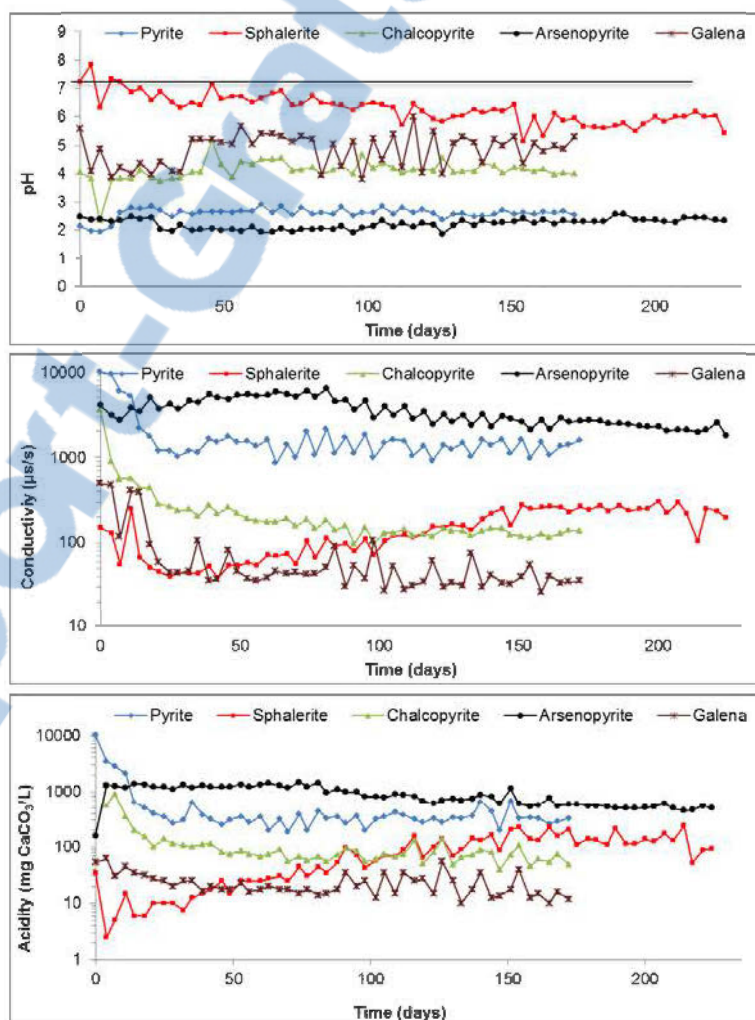 Pyrite Sphalerite Chalcopyrite Arsenopyrite Galena
9
8
7
6
5
4
3
2
1
0
pH
0 50 100 150 200
Time (days)
Pyrite Sphalerite Chalcopyrite Arsenopyrite Galena
10000
1000
100
10
Conductiviy (µs/s)
0 50 100 150 200
Time (days)
Pyrite Sphalerite Chalcopyrite Arsenopyrite Galena
10000
1000
100
10
1
Acidity (mg CaCO₃'L)
0 50 100 150 200
Time (days)